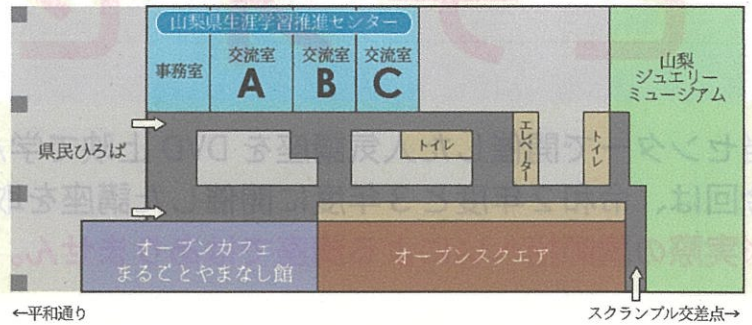 山梨県生涯学習推進センター
事務室
交流室
A
交流室
B
交流室
C
山梨
ジュエリー
ミュージアム
県民ひろば
トイレ
エレベーター
トイレ
オープンカフェ
まるごとやまなし館
オープンスクエア
←平和通り
スクランブル交差点→